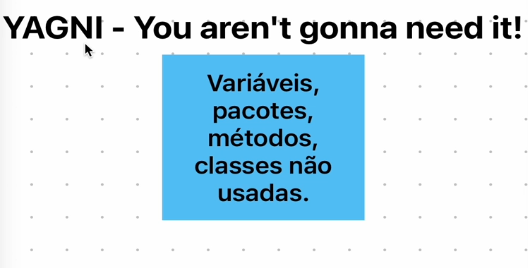 YAGNI - You aren't gonna need it!
Variáveis,
pacotes,
métodos,
classes não
usadas.